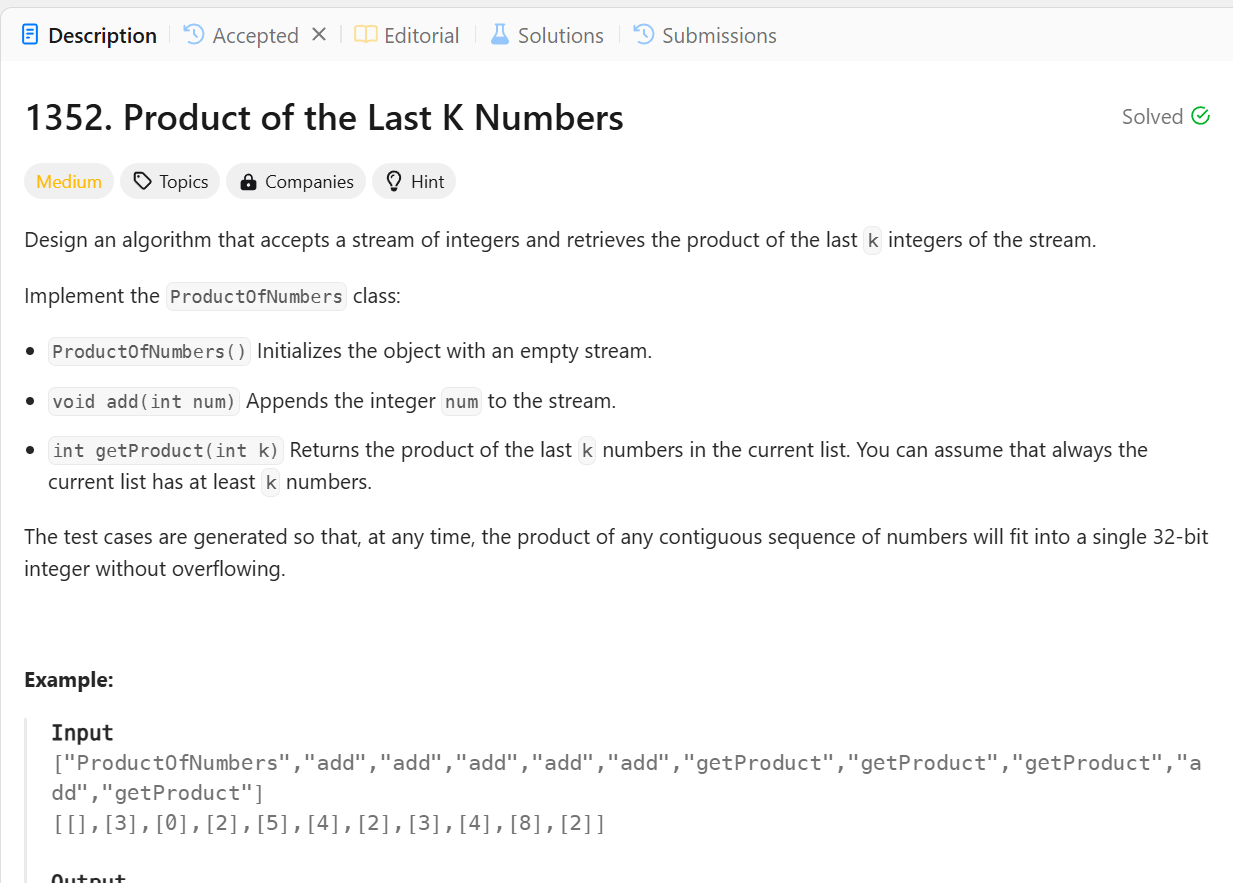 Description Accepted Editorial Solutions Submissions
1352. Product of the Last K Numbers
Solved
Medium Topics Companies Hint
Design an algorithm that accepts a stream of integers and retrieves the product of the last k integers of the stream.
Implement the ProductOfNumbers class:
• ProductOfNumbers() Initializes the object with an empty stream.
• void add(int num) Appends the integer num to the stream.
• int getProduct(int k) Returns the product of the last k numbers in the current list. You can assume that always the
current list has at least k numbers.
The test cases are generated so that, at any time, the product of any contiguous sequence of numbers will fit into a single 32-bit
integer without overflowing.
Example:
Input
["ProductOfNumbers","add","add","add","add","add","getProduct","getProduct","getProduct","a
dd","getProduct"]
[[],[3],[0],[2],[5],[4],[2],[3],[4],[8],[2]]
Output